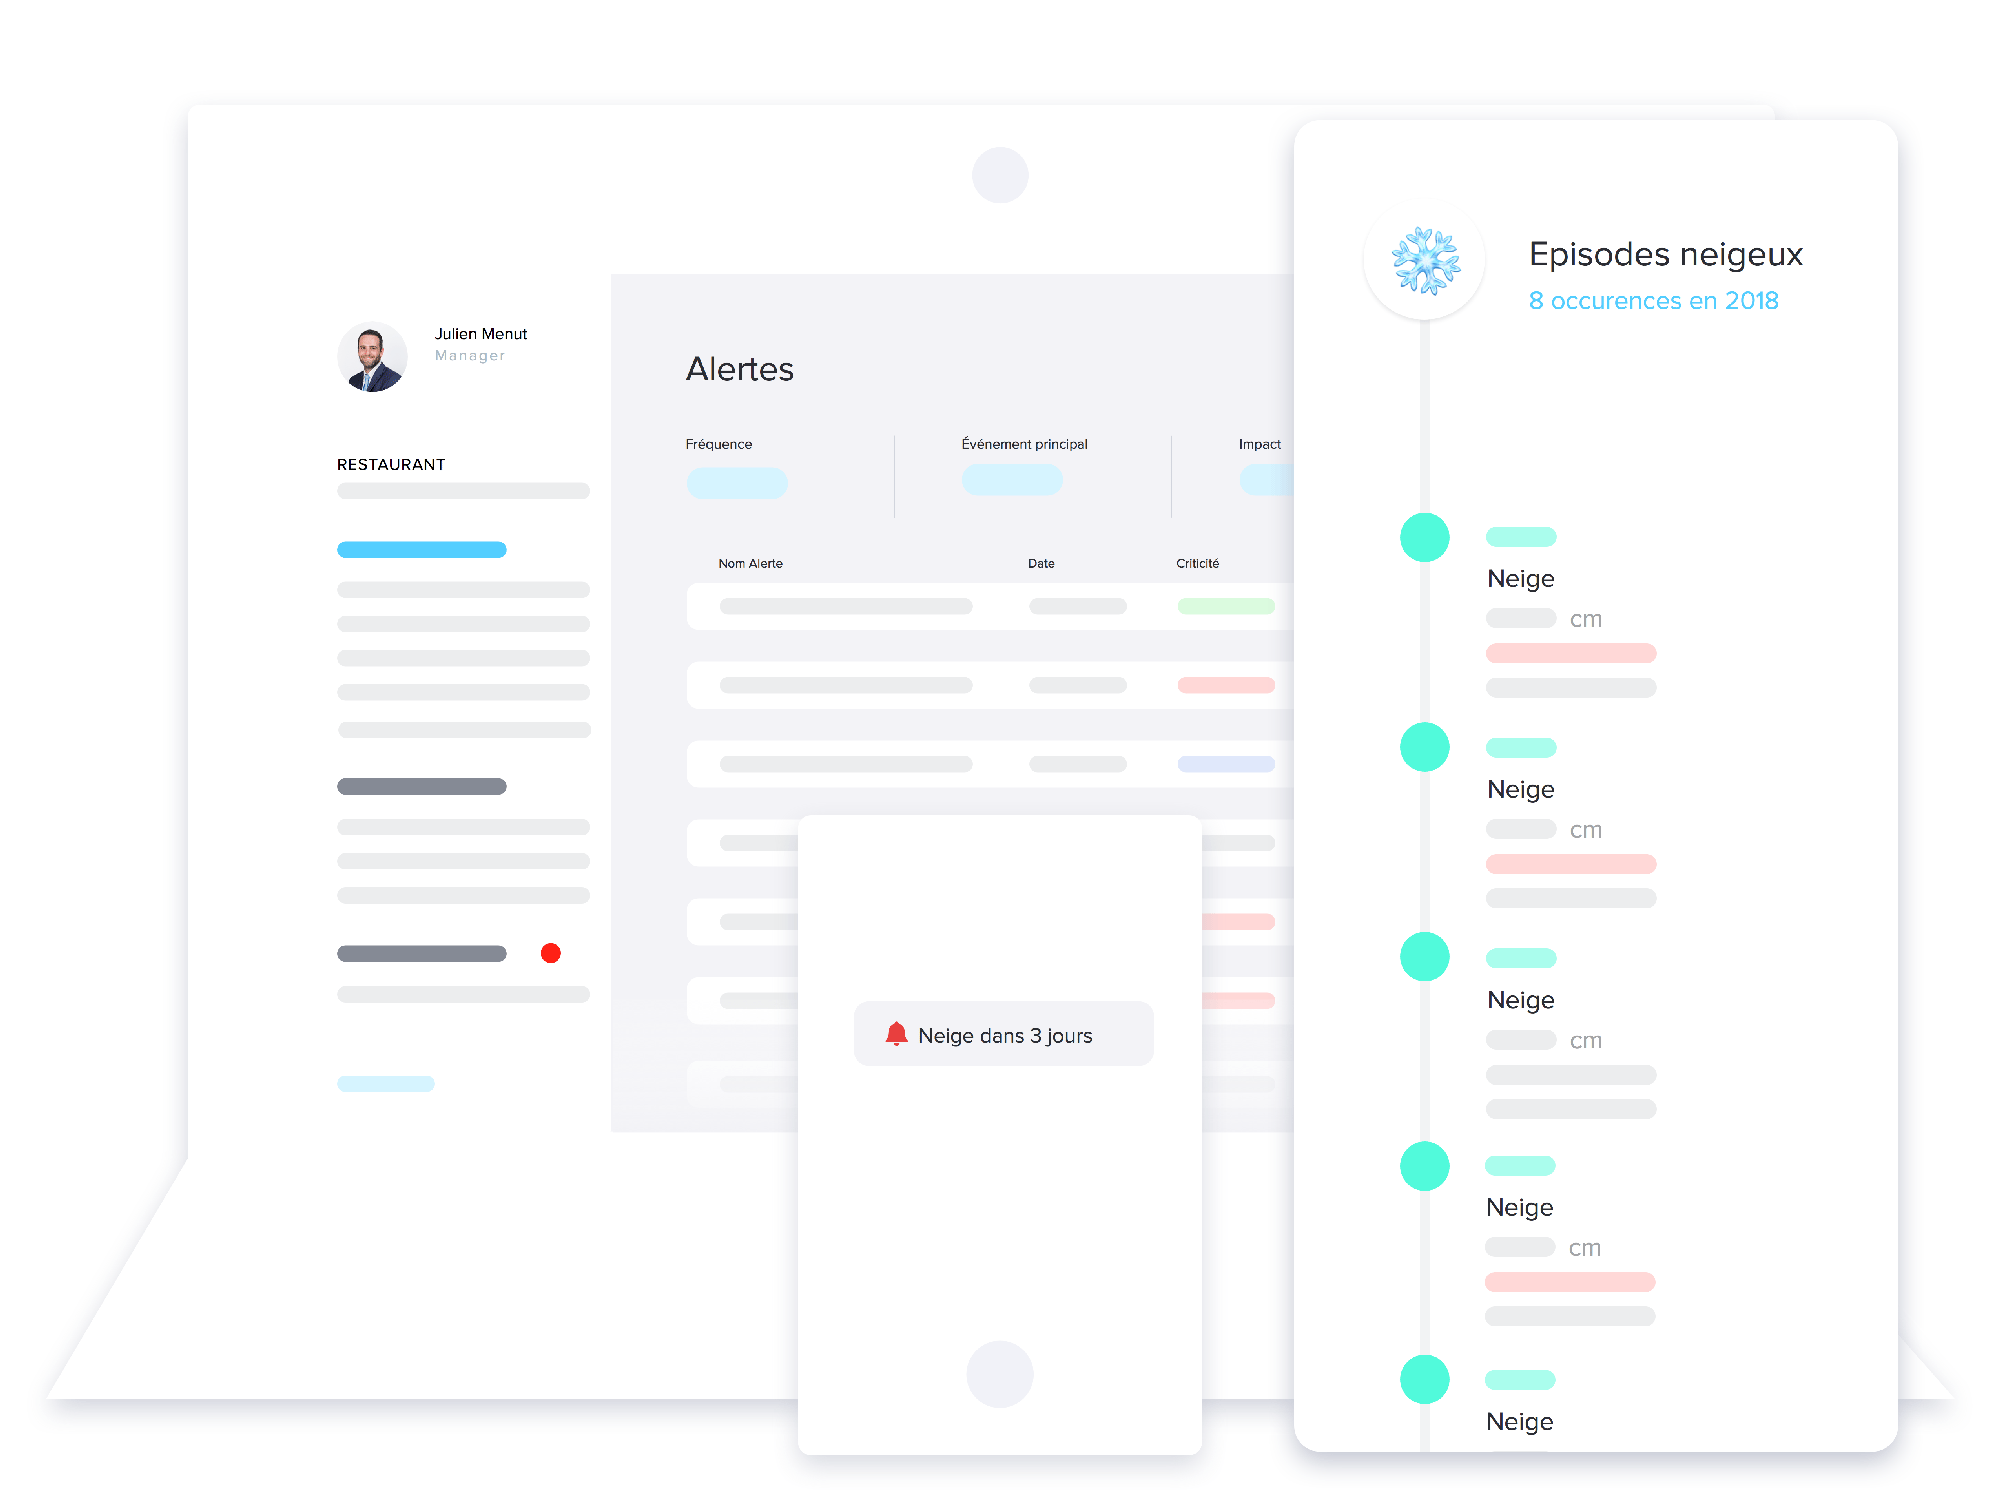 Julien Menut
Manager
RESTAURANT
Alertes
Fréquence
Événement principal
Impact
Nom Alerte
Date
Criticité
Neige dans 3 jours
Episodes neigeux
8 occurences en 2018
Neige
cm
Neige
cm
Neige
cm
Neige
cm
Neige